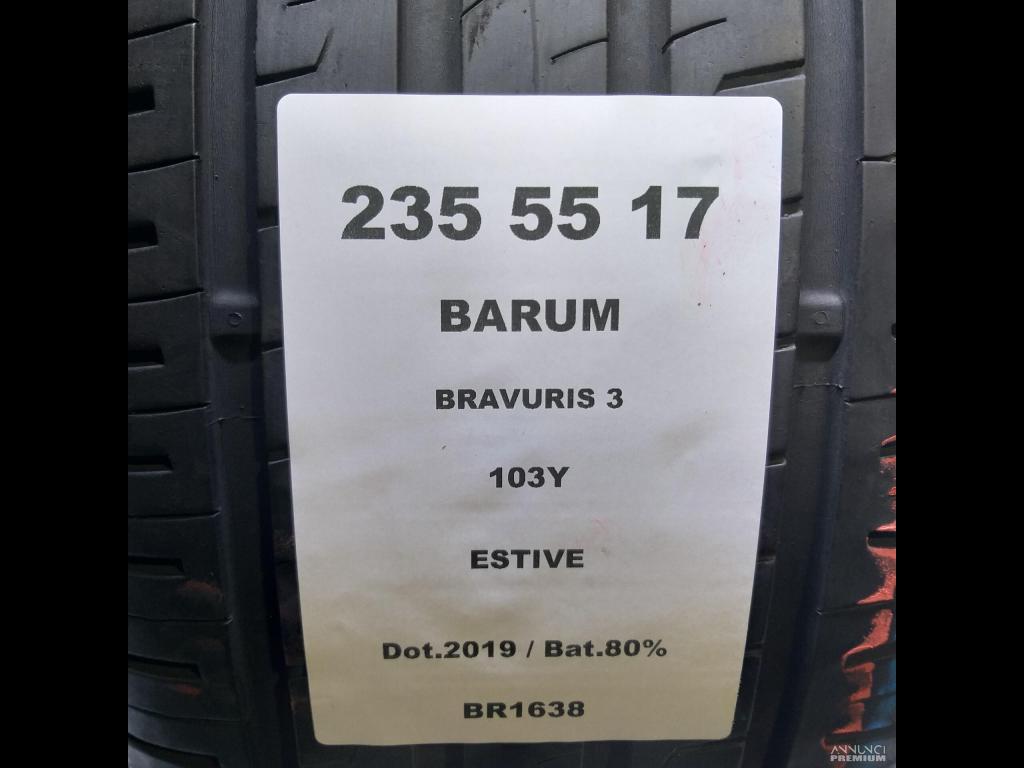 235 55 17
BARUM
BRAVURIS 3
103Y
ESTIVE
Dot.2019 / Bat.80%
BR1638
ANNUNCI
PREMIUM